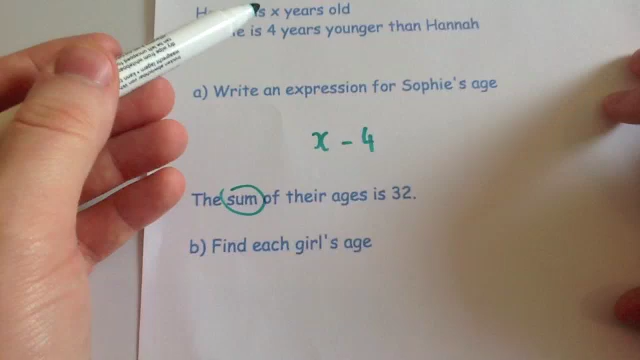 is x years old
is 4 years younger than Hannah
a) Write an expression for Sophie's age
x - 4
The sum of their ages is 32.
b) Find each girl's age